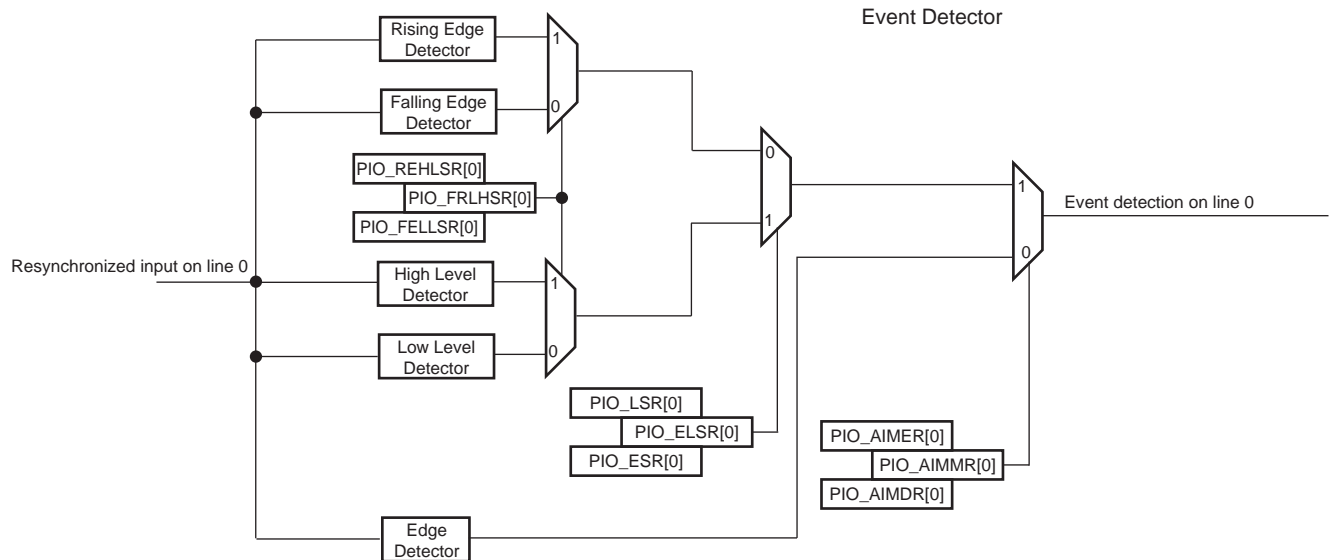 Event Detector
Rising Edge
Detector
1
Falling Edge
Detector
0
PIO_REHLSR[0]
PIO_FRLHSR[0]
PIO_FELLSR[0]
Resynchronized input on line 0
High Level
Detector
1
Low Level
Detector
0
0
1
PIO_LSR[0]
PIO_ELSR[0]
PIO_ESR[0]
1
0
Event detection on line 0
PIO_AIMER[0]
PIO_AIMMR[0]
PIO_AIMDR[0]
Edge
Detector